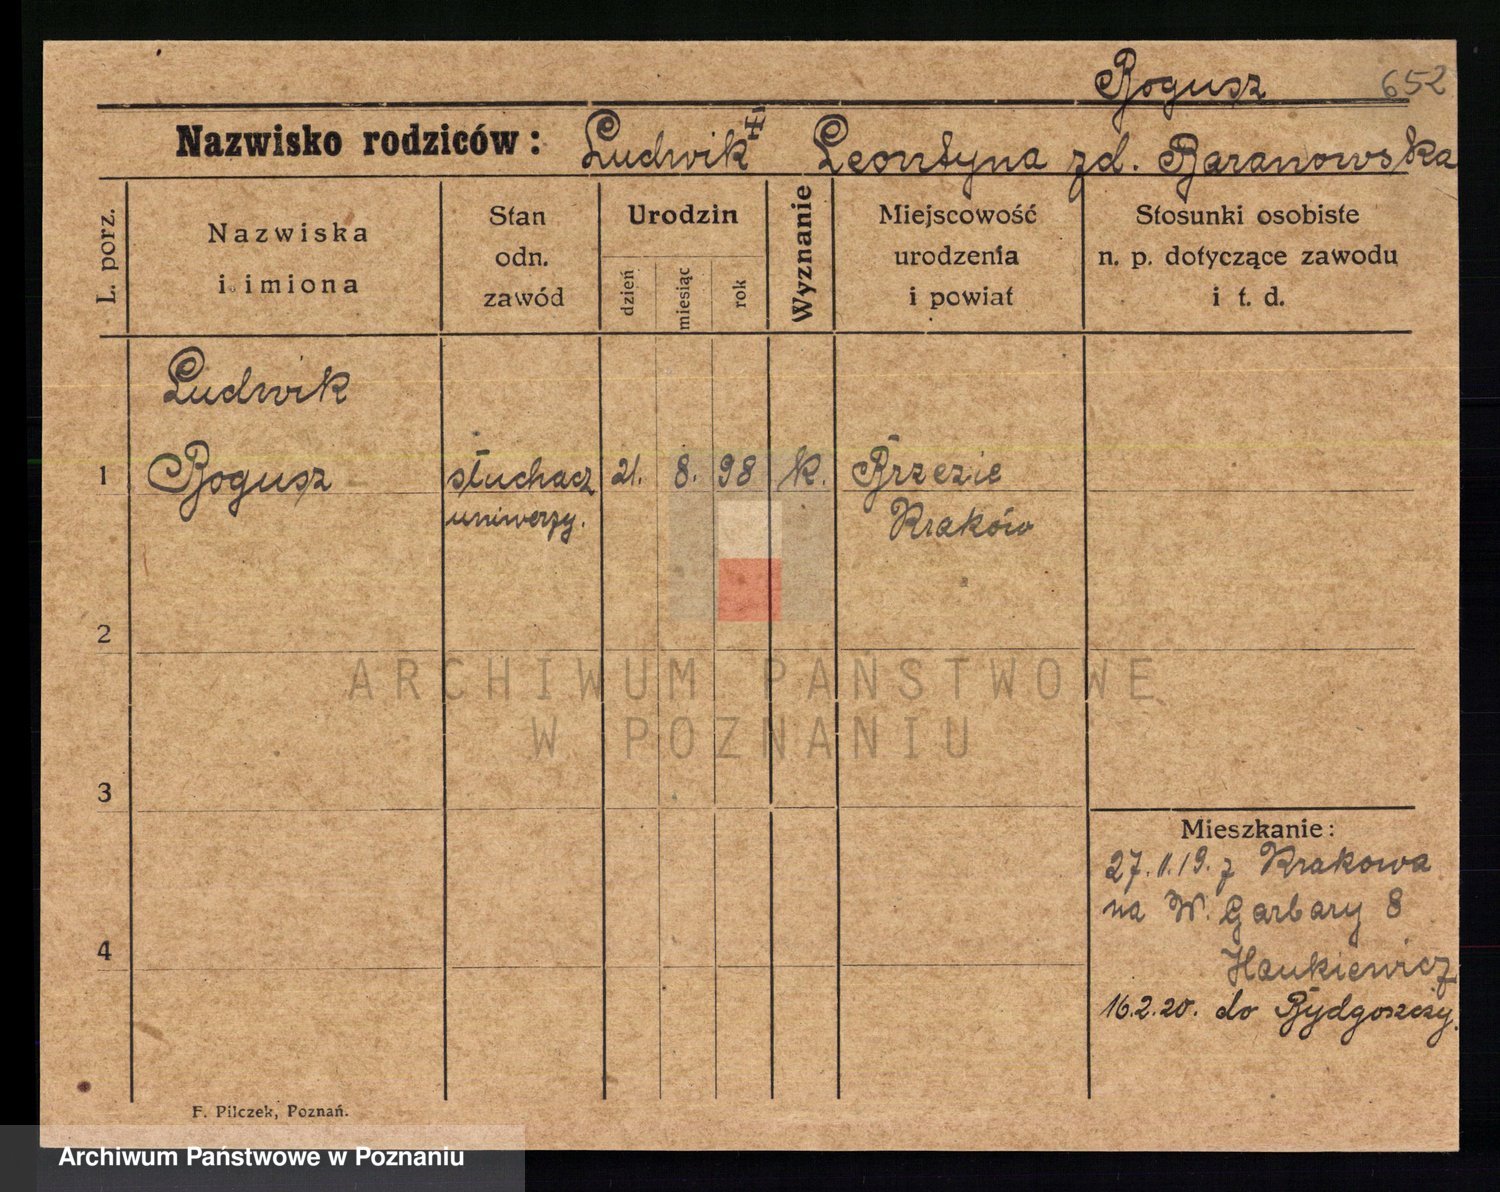 Bogusz 652
Nazwisko rodziców: Ludwik Leontyna zd. Baranowska
L. porz.
Nazwiska
i imiona
Stan
odn.
zawód
Urodzin
dzień
miesiąc
rok
Wyznanie
Miejscowość
urodzenia
i powiat
Stosunki osobiste
n. p. dotyczące zawodu
i t. d.
Ludwik
1 Bogusz słuchacz 21. 8. 98 k. Brzezie
uniwerzy. Kraków
2
ARCHIWUM PAŃSTWOWE
W POZNANIU
3
Mieszkanie:
27.11.19. z Krakowa
na W. Garbary 8
4
Haukiewicz
16.2.20. do Bydgoszczy.
F. Pilczek, Poznań.
Archiwum Państwowe w Poznaniu